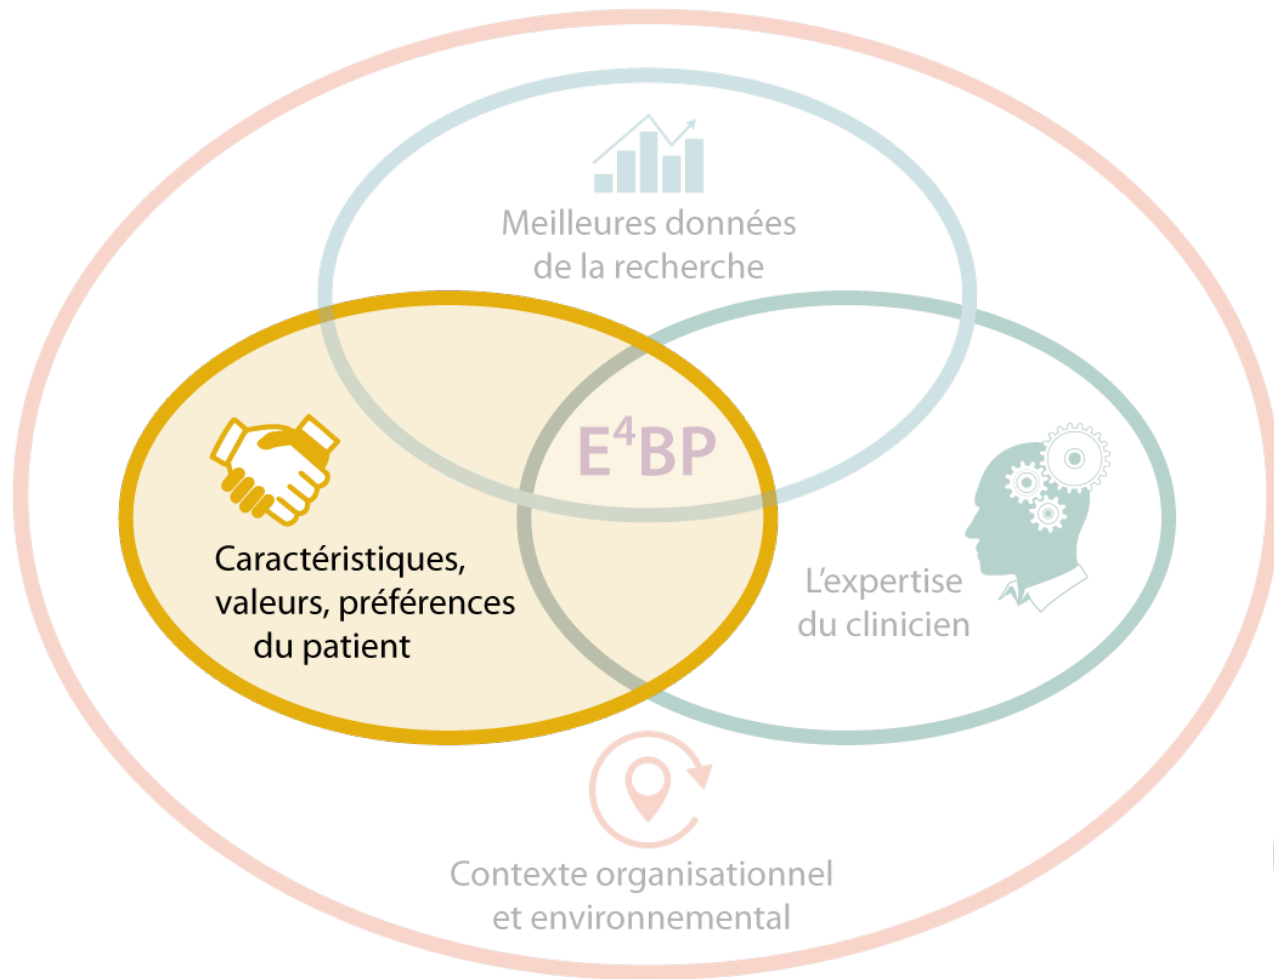 Meilleures données
de la recherche
E⁴BP
Caractéristiques,
valeurs, préférences
du patient
L'expertise
du clinicien
Contexte organisationnel
et environnemental